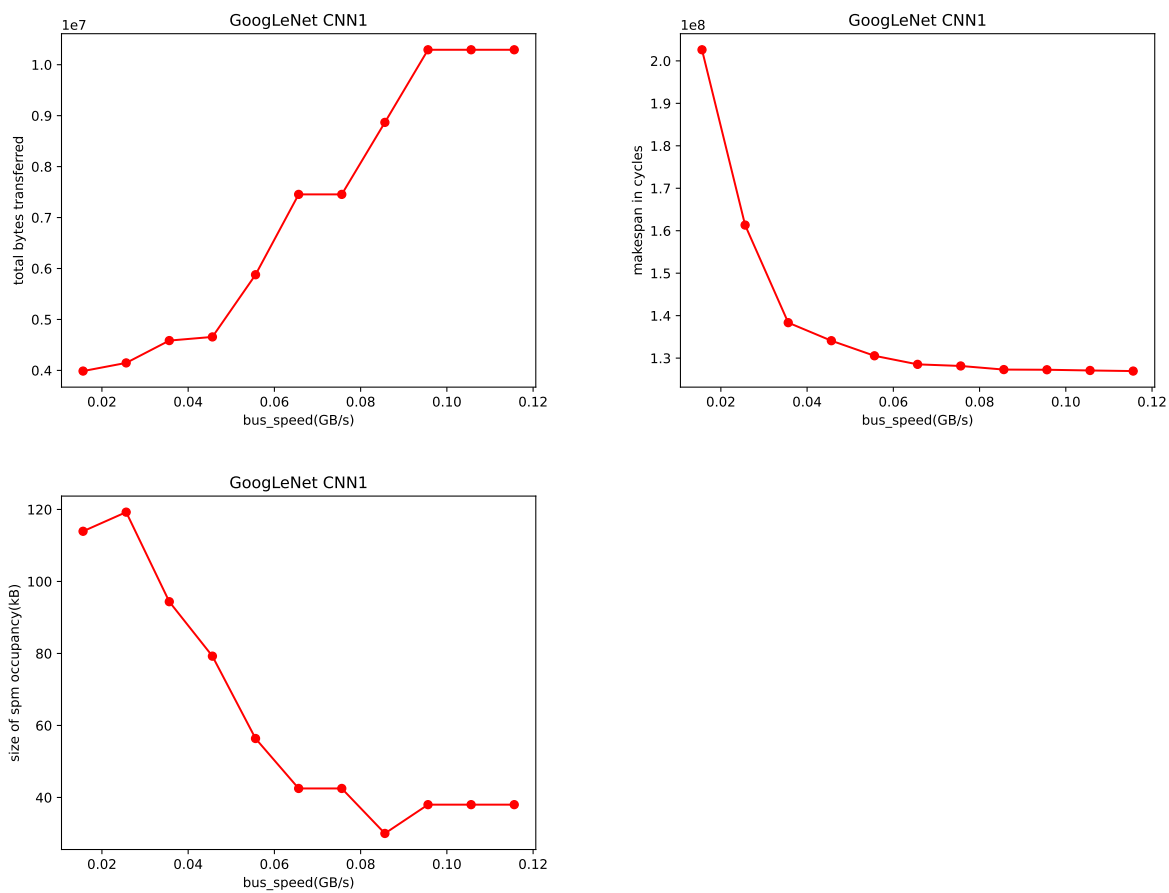 GoogLeNet CNN1
1e7
total bytes transferred
1.0
0.9
0.8
0.7
0.6
0.5
0.4
0.02 0.04 0.06 0.08 0.10 0.12
bus_speed(GB/s)
GoogLeNet CNN1
1e8
makespan in cycles
2.0
1.9
1.8
1.7
1.6
1.5
1.4
1.3
0.02 0.04 0.06 0.08 0.10 0.12
bus_speed(GB/s)
GoogLeNet CNN1
size of spm occupancy(kB)
120
100
80
60
40
0.02 0.04 0.06 0.08 0.10 0.12
bus_speed(GB/s)